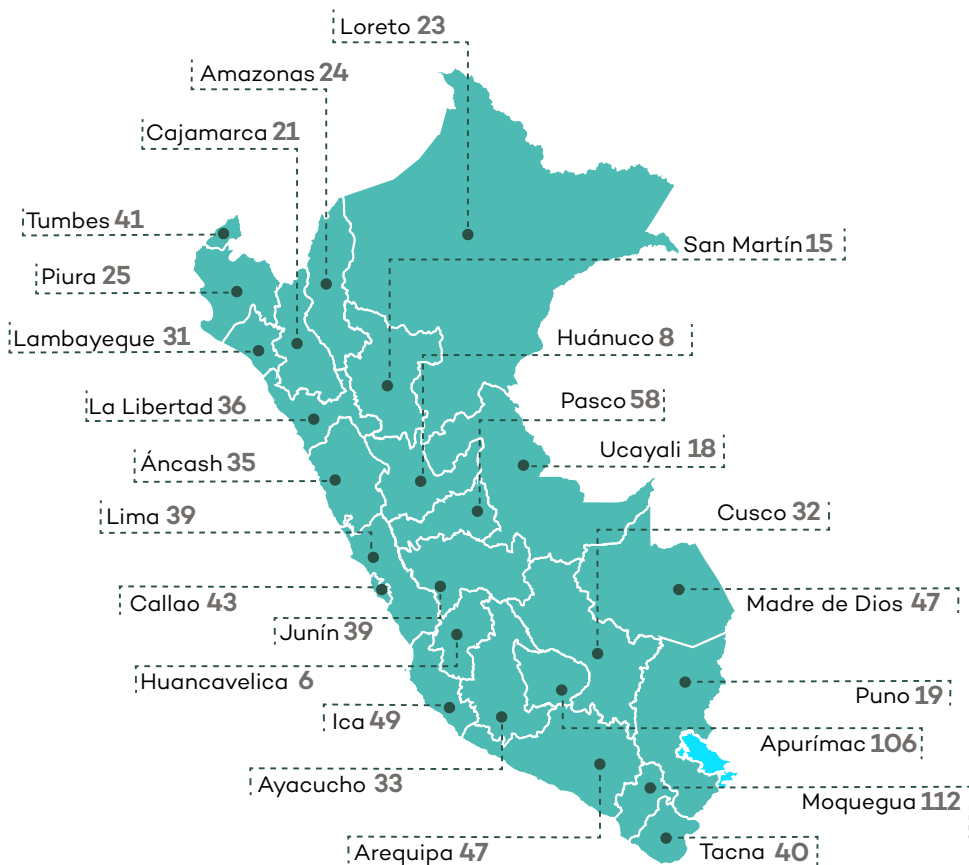 Loreto 23
Amazonas 24
Cajamarca 21
Tumbes 41
San Martín 15
Piura 25
Lambayeque 31
Huánuco 8
La Libertad 36
Pasco 58
Áncash 35
Ucayali 18
Lima 39
Cusco 32
Callao 43
Madre de Dios 47
Junín 39
Huancavelica 6
Puno 19
Ica 49
Apurímac 106
Ayacucho 33
Moquegua 112
Arequipa 47
Tacna 40